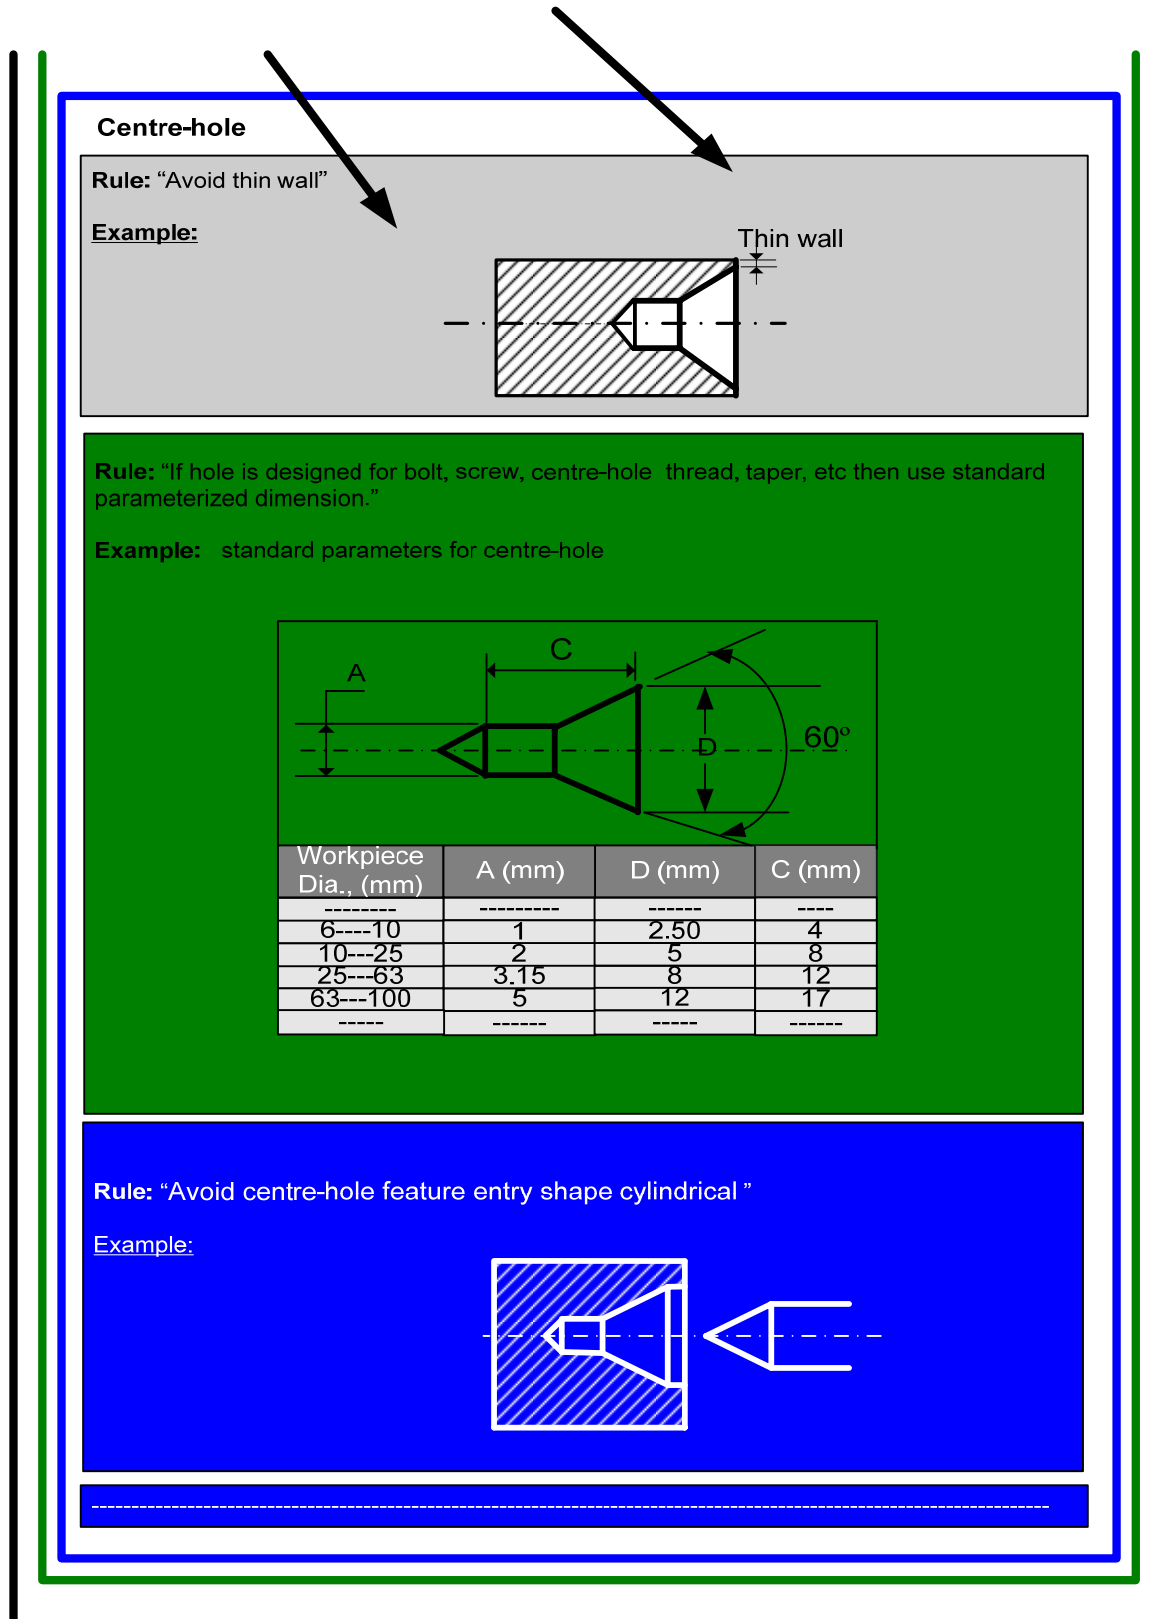 Centre-hole
Rule: “Avoid thin wall”
Example:
Thin wall
Rule: “If hole is designed for bolt, screw, centre-hole thread, taper, etc then use standard
parameterized dimension.”
Example: standard parameters for centre-hole
C
A
D
60º
Workpiece Dia., (mm) A (mm) D (mm) C (mm)
-------- --------- ------ ----
6----10 1 2.50 4
10---25 2 5 8
25---63 3.15 8 12
63---100 5 12 17
----- ------ ----- ------
Rule: “Avoid centre-hole feature entry shape cylindrical ”
Example: